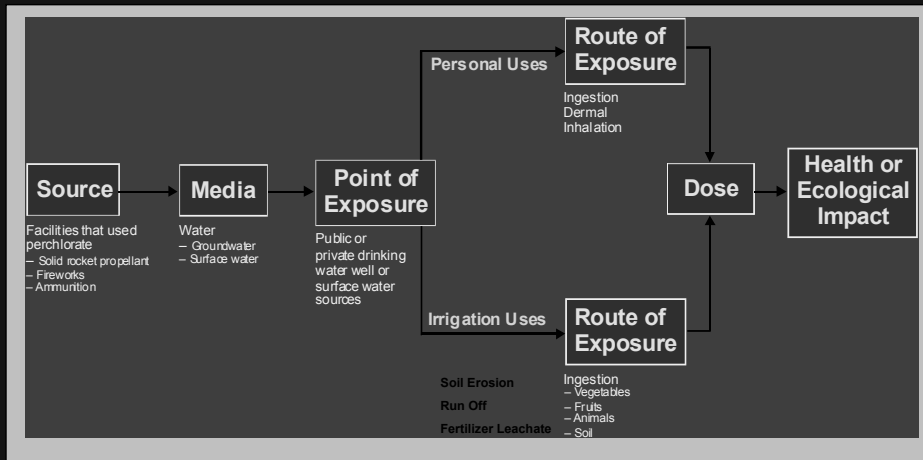 Source
Facilities that used
perchlorate
– Solid rocket propellant
– Fireworks
– Ammunition
Media
Water
– Groundwater
– Surface water
Point of
Exposure
Public or
private drinking
water well or
surface water
sources
Personal Uses
Route of
Exposure
Ingestion
Dermal
Inhalation
Irrigation Uses
Route of
Exposure
Ingestion
– Vegetables
– Fruits
– Animals
– Soil
Soil Erosion
Run Off
Fertilizer Leachate
Dose
Health or
Ecological
Impact